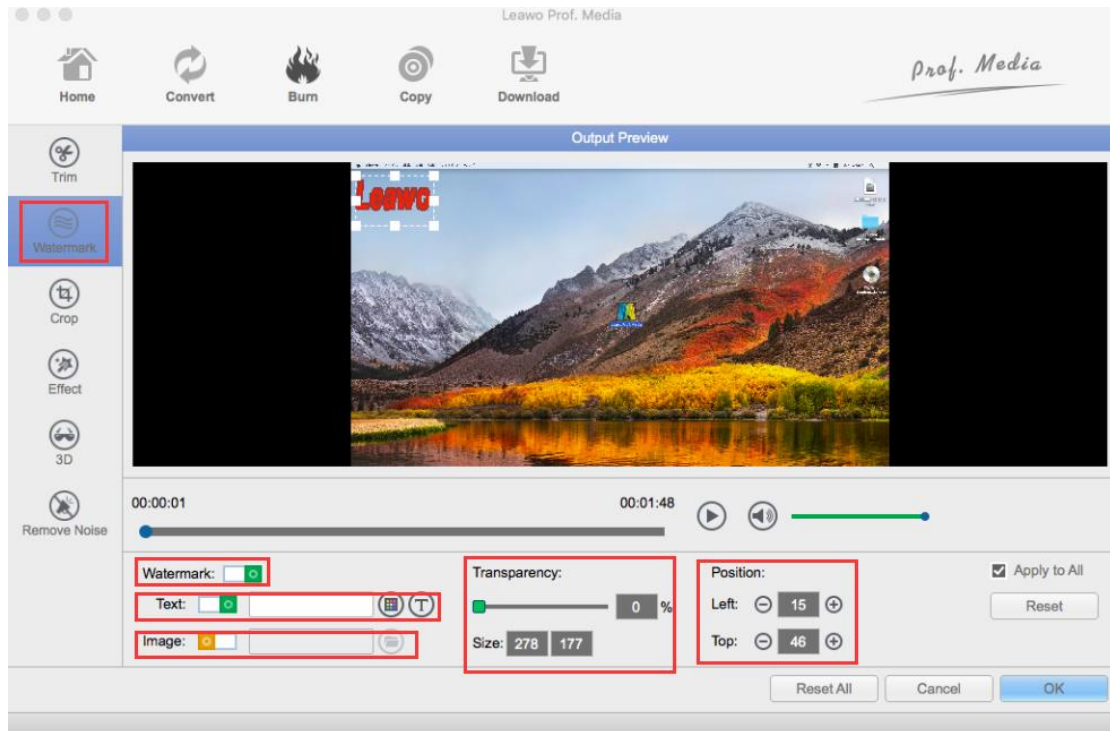 Leawo Prof. Media
Home Convert Burn Copy Download
Prof. Media
Output Preview
Trim
Watermark
Crop
Effect
3D
Remove Noise
Leawo
00:00:01 00:01:48
Watermark: Transparency: Position: Apply to All
Text: 0 % Left: 15 Reset
Image: Size: 278 177 Top: 46
Reset All Cancel OK